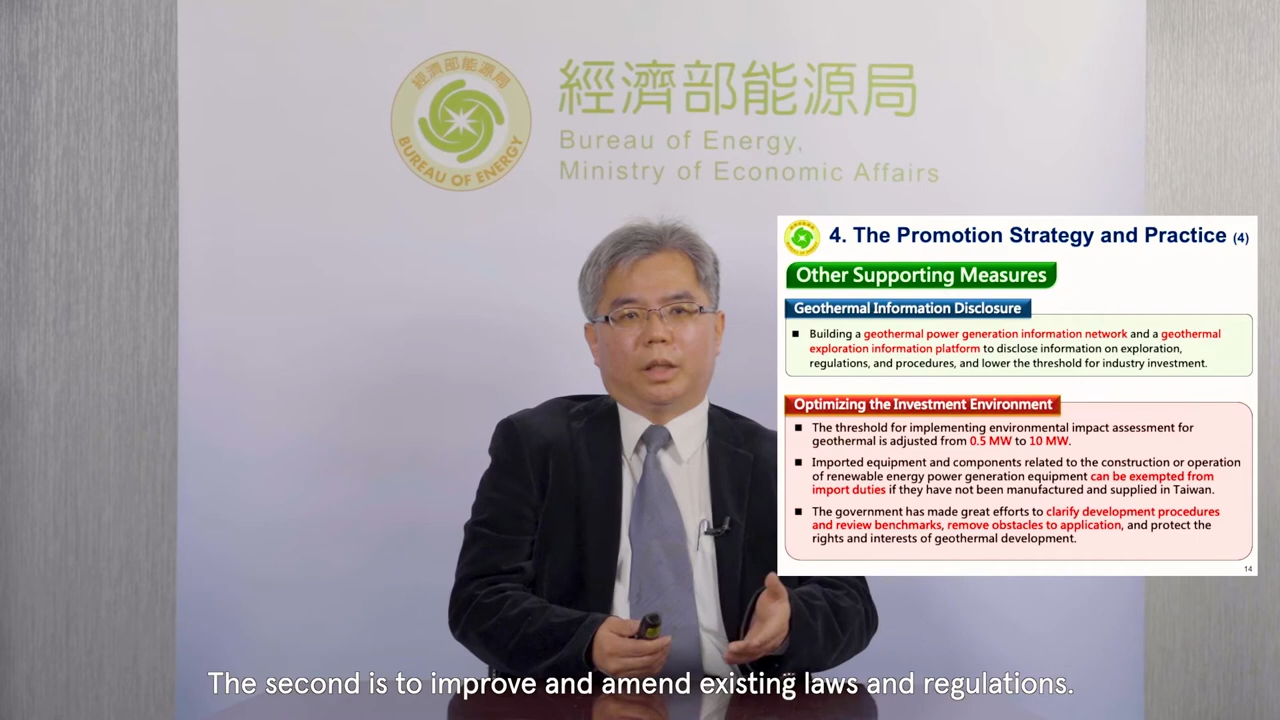 經濟部能源局
BUREAU OF ENERGY
經濟部能源局
Bureau of Energy,
Ministry of Economic Affairs
4. The Promotion Strategy and Practice (4)
Other Supporting Measures
Geothermal Information Disclosure
■ Building a geothermal power generation information network and a geothermal
exploration information platform to disclose information on exploration,
regulations, and procedures, and lower the threshold for industry investment.
Optimizing the Investment Environment
■ The threshold for implementing environmental impact assessment for
geothermal is adjusted from 0.5 MW to 10 MW.
■ Imported equipment and components related to the construction or operation
of renewable energy power generation equipment can be exempted from
import duties if they have not been manufactured and supplied in Taiwan.
■ The government has made great efforts to clarify development procedures
and review benchmarks, remove obstacles to application, and protect the
rights and interests of geothermal development.
14
The second is to improve and amend existing laws and regulations.